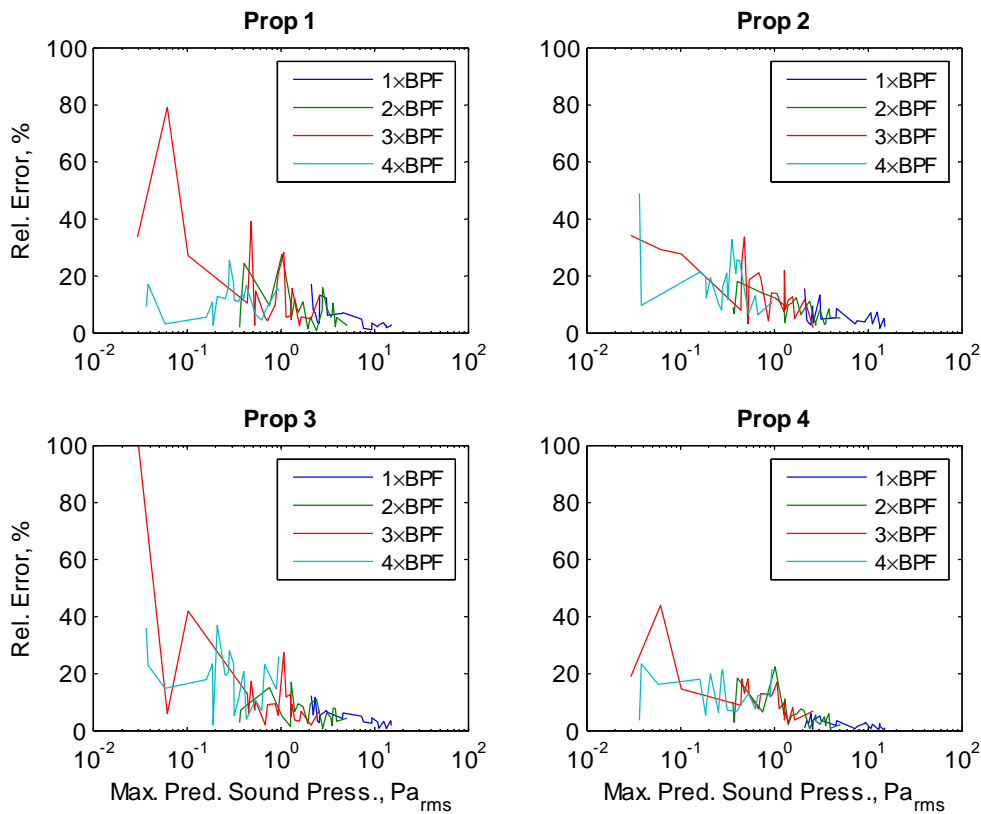 Prop 1
Rel. Error, %
100
80
60
40
20
0
10^-2
10^-1
10^0
10^1
10^2
1×BPF
2×BPF
3×BPF
4×BPF
Prop 2
100
80
60
40
20
0
10^-2
10^-1
10^0
10^1
10^2
1×BPF
2×BPF
3×BPF
4×BPF
Prop 3
Rel. Error, %
100
80
60
40
20
0
10^-2
10^-1
10^0
10^1
10^2
1×BPF
2×BPF
3×BPF
4×BPF
Max. Pred. Sound Press., Pa_rms
Prop 4
100
80
60
40
20
0
10^-2
10^-1
10^0
10^1
10^2
1×BPF
2×BPF
3×BPF
4×BPF
Max. Pred. Sound Press., Pa_rms